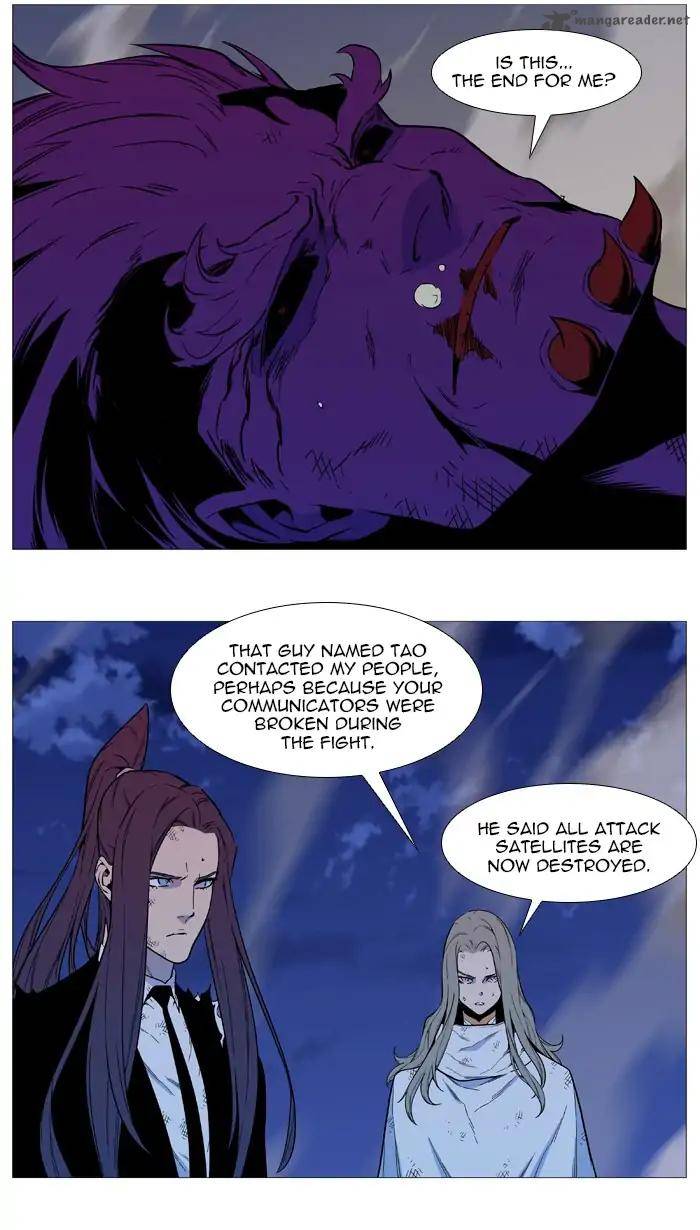 mangareader.net
IS THIS...
THE END FOR ME?
THAT GUY NAMED TAO
CONTACTED MY PEOPLE,
PERHAPS BECAUSE YOUR
COMMUNICATORS WERE
BROKEN DURING
THE FIGHT.
HE SAID ALL ATTACK
SATELLITES ARE
NOW DESTROYED.